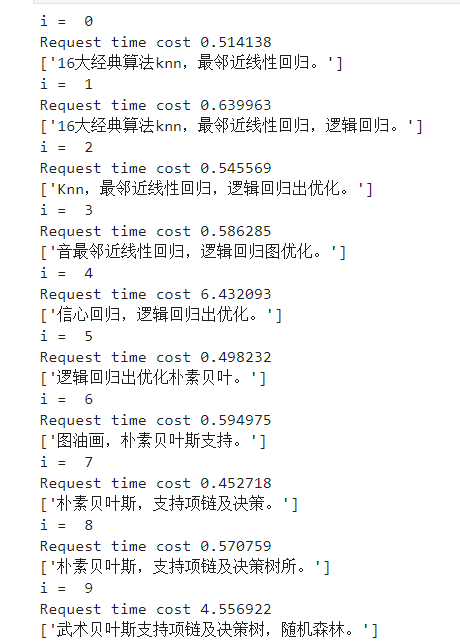 i =  0
Request time cost 0.514138
['16大经典算法knn，最邻近线性回归。']
i =  1
Request time cost 0.639963
['16大经典算法knn，最邻近线性回归，逻辑回归。']
i =  2
Request time cost 0.545569
['Knn，最邻近线性回归，逻辑回归出优化。']
i =  3
Request time cost 0.586285
['音最邻近线性回归，逻辑回归图优化。']
i =  4
Request time cost 6.432093
['信心回归，逻辑回归出优化。']
i =  5
Request time cost 0.498232
['逻辑回归出优化朴素贝叶。']
i =  6
Request time cost 0.594975
['图油画，朴素贝叶斯支持。']
i =  7
Request time cost 0.452718
['朴素贝叶斯，支持项链及决策。']
i =  8
Request time cost 0.570759
['朴素贝叶斯，支持项链及决策树所。']
i =  9
Request time cost 4.556922
['武术贝叶斯支持项链及决策树，随机森林。']